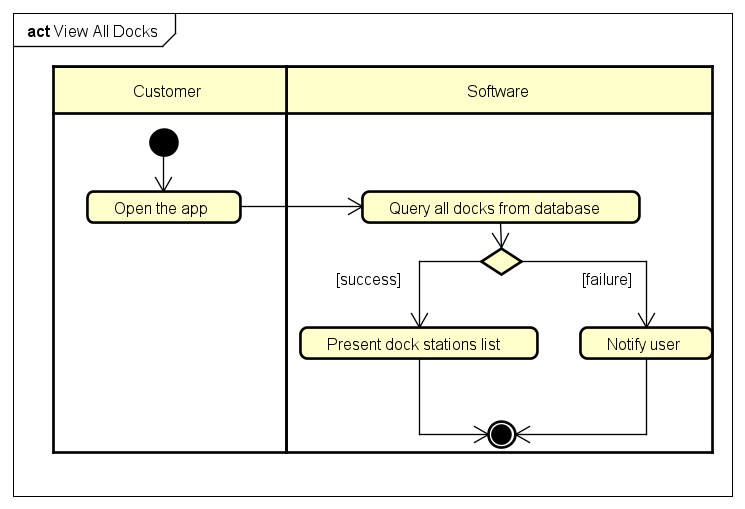 act View All Docks
Customer
Software
Open the app
Query all docks from database
[success]
[failure]
Present dock stations list
Notify user